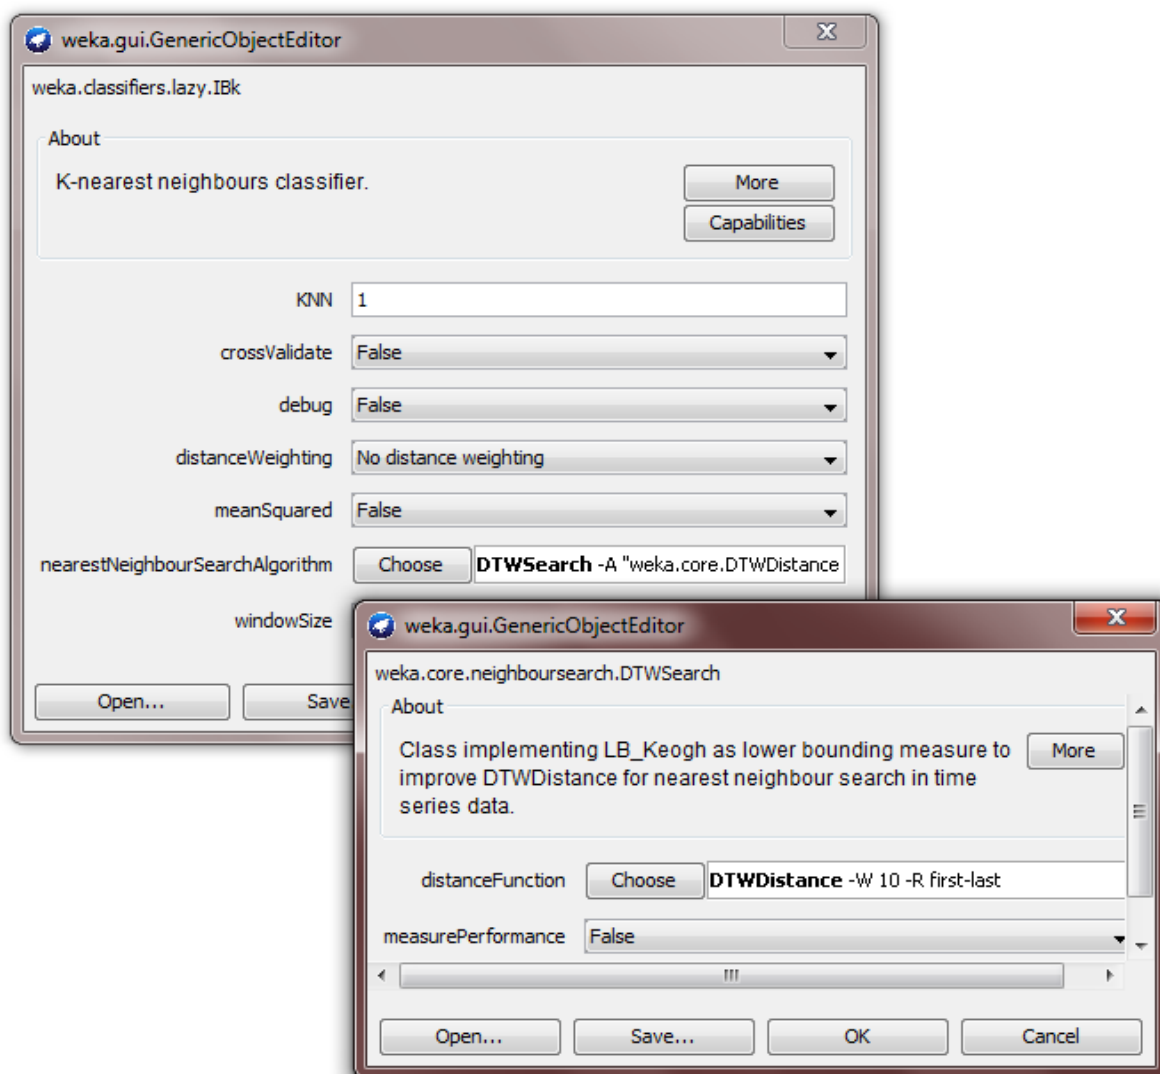 weka.gui.GenericObjectEditor
weka.classifiers.lazy.IBk
About
K-nearest neighbours classifier.
More
Capabilities
KNN 1
crossValidate False
debug False
distanceWeighting No distance weighting
meanSquared False
nearestNeighbourSearchAlgorithm Choose DTWSearch -A "weka.core.DTWDistance
windowSize
Open... Save
weka.gui.GenericObjectEditor
weka.core.neighboursearch.DTWSearch
About
Class implementing LB_Keogh as lower bounding measure to
improve DTWDistance for nearest neighbour search in time
series data.
More
distanceFunction Choose DTWDistance -W 10 -R first-last
measurePerformance False
Open... Save... OK Cancel